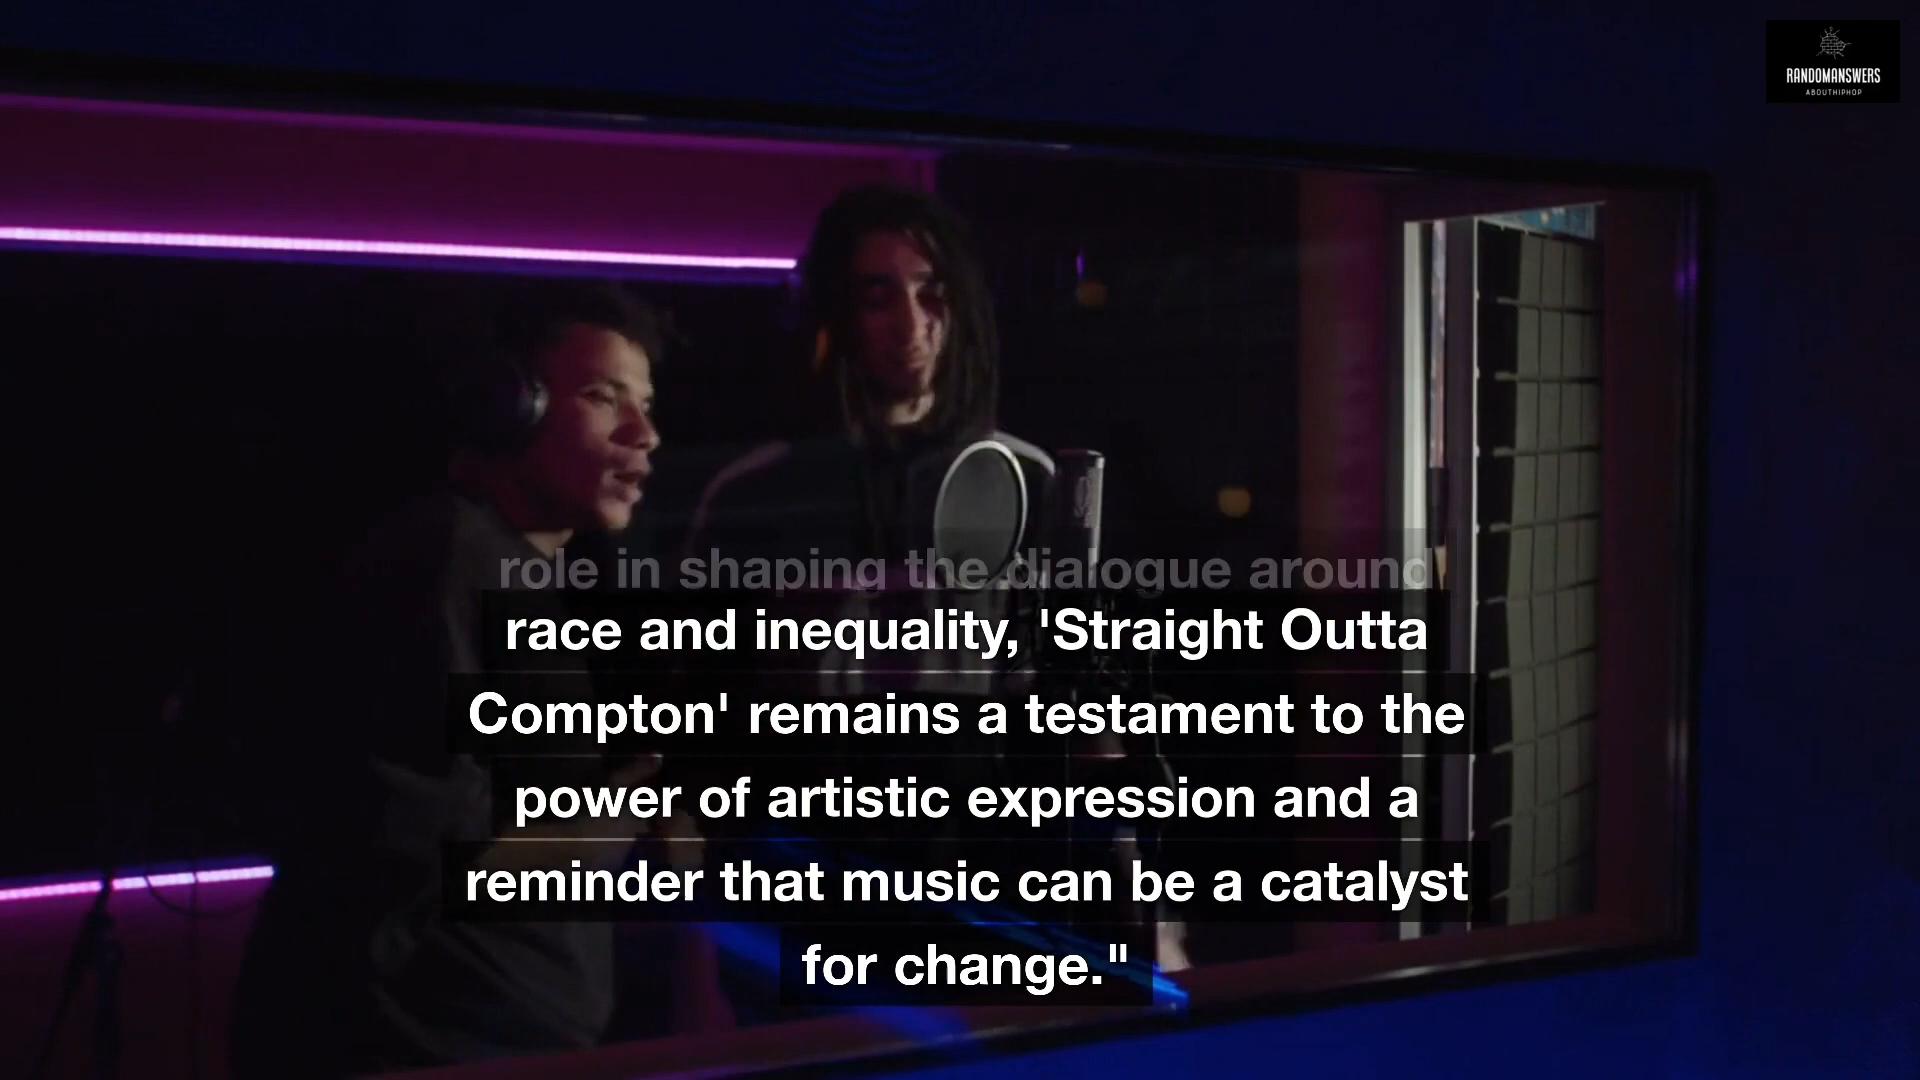 RANDOMANSWERS
ABOUTHIPHOP
role in shaping the dialogue around
race and inequality, 'Straight Outta
Compton' remains a testament to the
power of artistic expression and a
reminder that music can be a catalyst
for change."